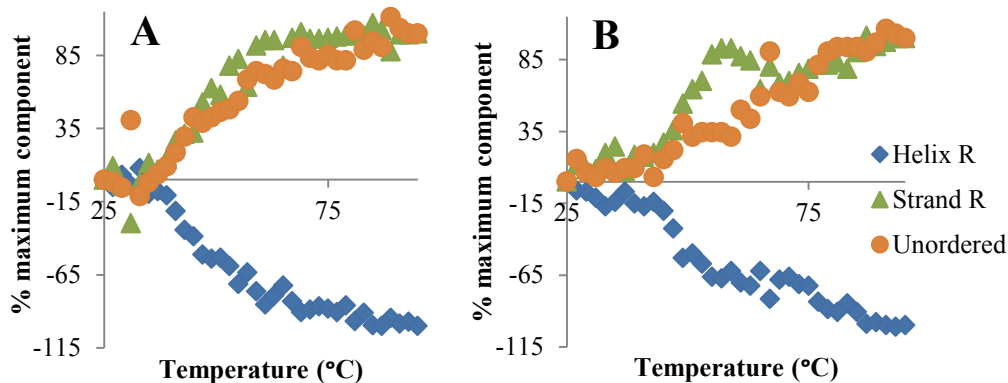 A
% maximum component
85
35
-15
-65
-115
25
75
Temperature (°C)
B
% maximum component
85
35
-15
-65
-115
25
75
Temperature (°C)
Helix R
Strand R
Unordered